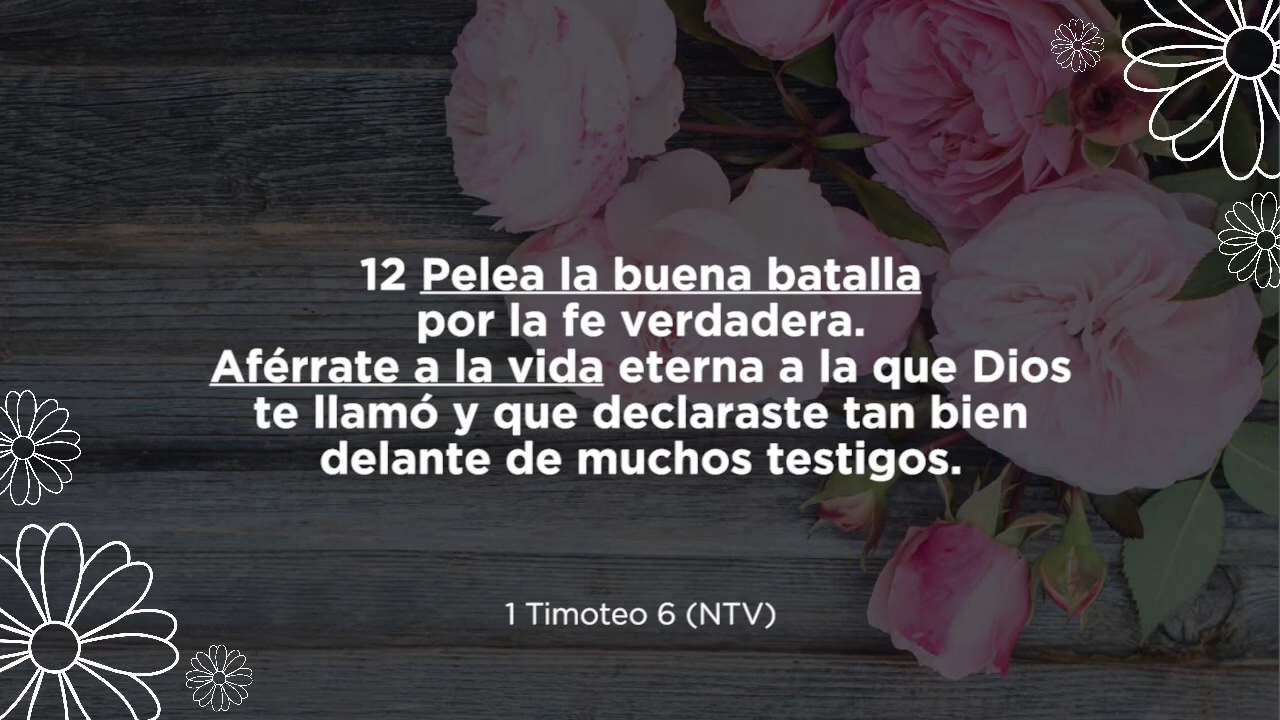 12 Pelea la buena batalla
por la fe verdadera.
Aférrate a la vida eterna a la que Dios
te llamó y que declaraste tan bien
delante de muchos testigos.
1 Timoteo 6 (NTV)